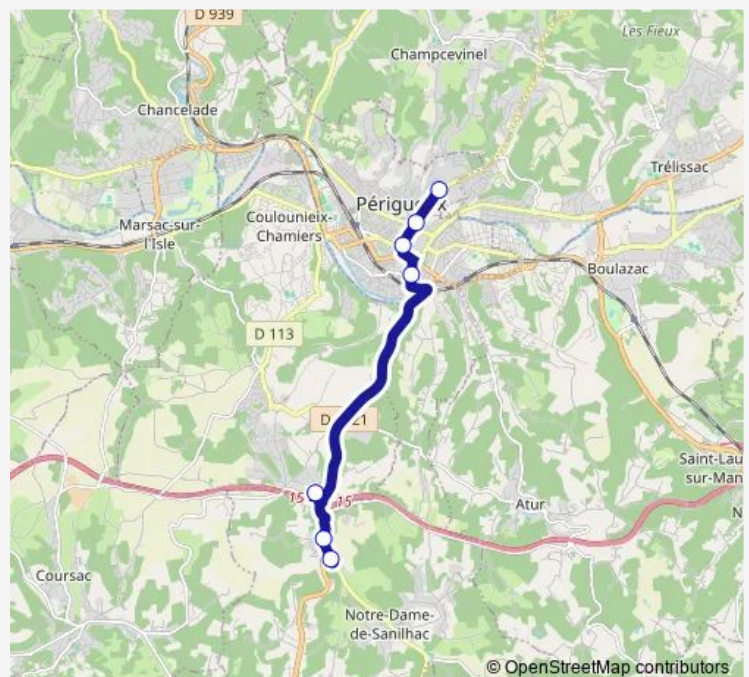 D 939
Les Fieux
Champcevinel
Chancelade
Trélissac
Périgueux
Marsac-sur-
l'Isle
Coulounieix-
Chamiers
Boulazac
D 113
Saint-Lau
sur-Man
15
15
Atur
N
Coursac
Notre-Dame-
de-Sanilhac
© OpenStreetMap contributors